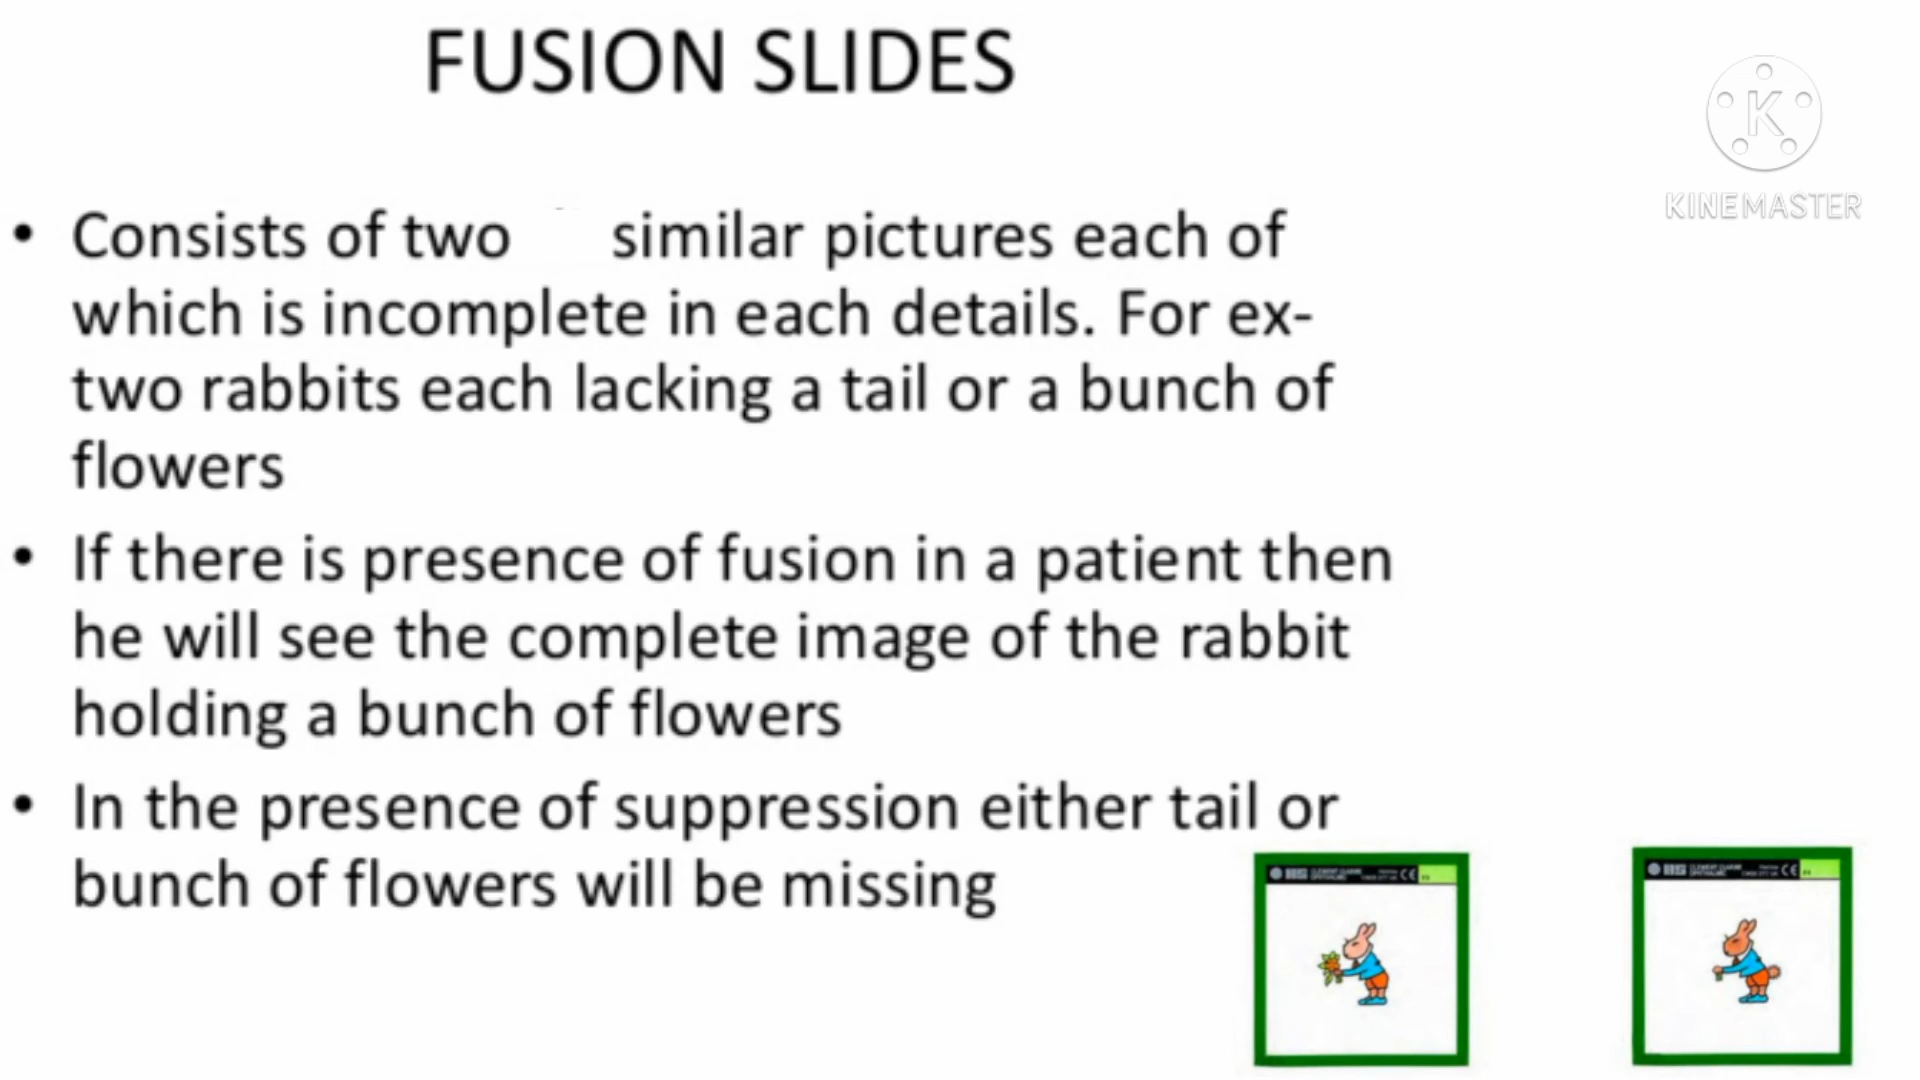 FUSION SLIDES
K
KINEMASTER
• Consists of two similar pictures each of
which is incomplete in each details. For ex-
two rabbits each lacking a tail or a bunch of
flowers
• If there is presence of fusion in a patient then
he will see the complete image of the rabbit
holding a bunch of flowers
• In the presence of suppression either tail or
bunch of flowers will be missing
CE
CE